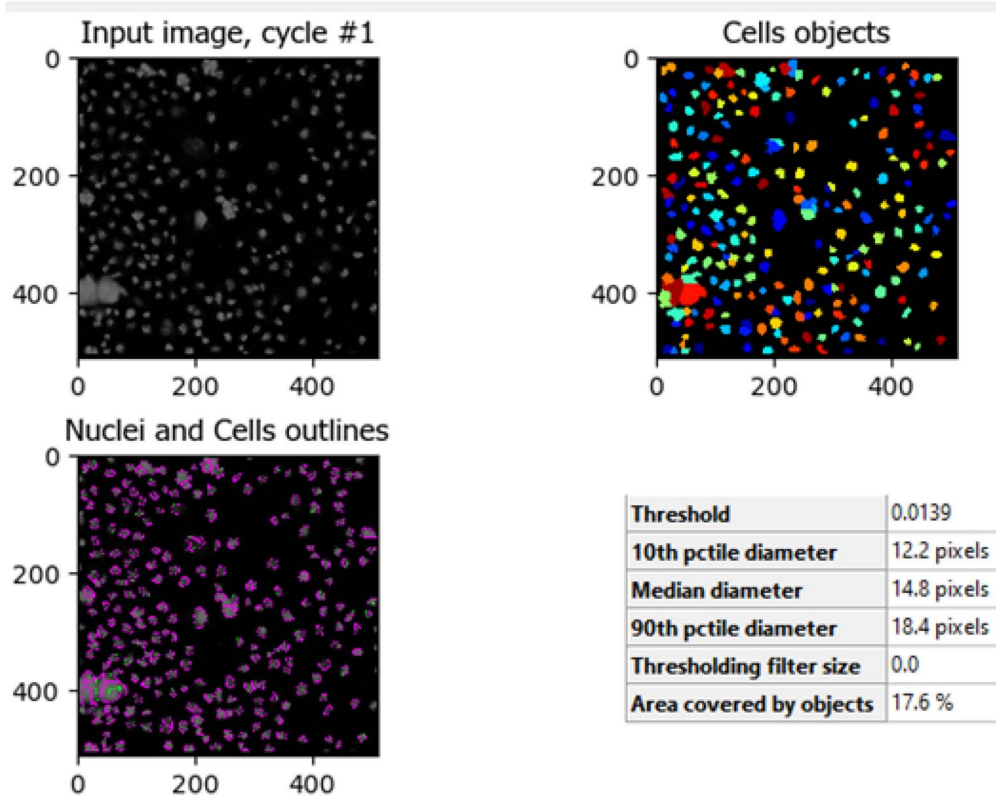 Input image, cycle #1
0
200
400
0
200
400
Cells objects
0
200
400
0
200
400
Nuclei and Cells outlines
0
200
400
0
200
400
Threshold 0.0139
10th pctile diameter 12.2 pixels
Median diameter 14.8 pixels
90th pctile diameter 18.4 pixels
Thresholding filter size 0.0
Area covered by objects 17.6 %